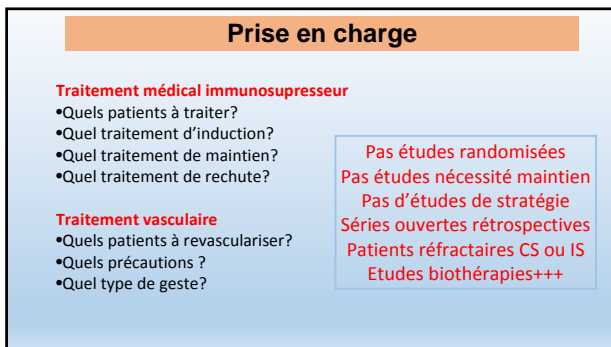 Prise en charge
Traitement médical immunosupresseur
•Quels patients à traiter?
•Quel traitement d'induction?
•Quel traitement de maintien?
•Quel traitement de rechute?
Traitement vasculaire
•Quels patients à revasculariser?
•Quels précautions ?
•Quel type de geste?
Pas études randomisées
Pas études nécessité maintien
Pas d'études de stratégie
Séries ouvertes rétrospectives
Patients réfractaires CS ou IS
Etudes biothérapies+++